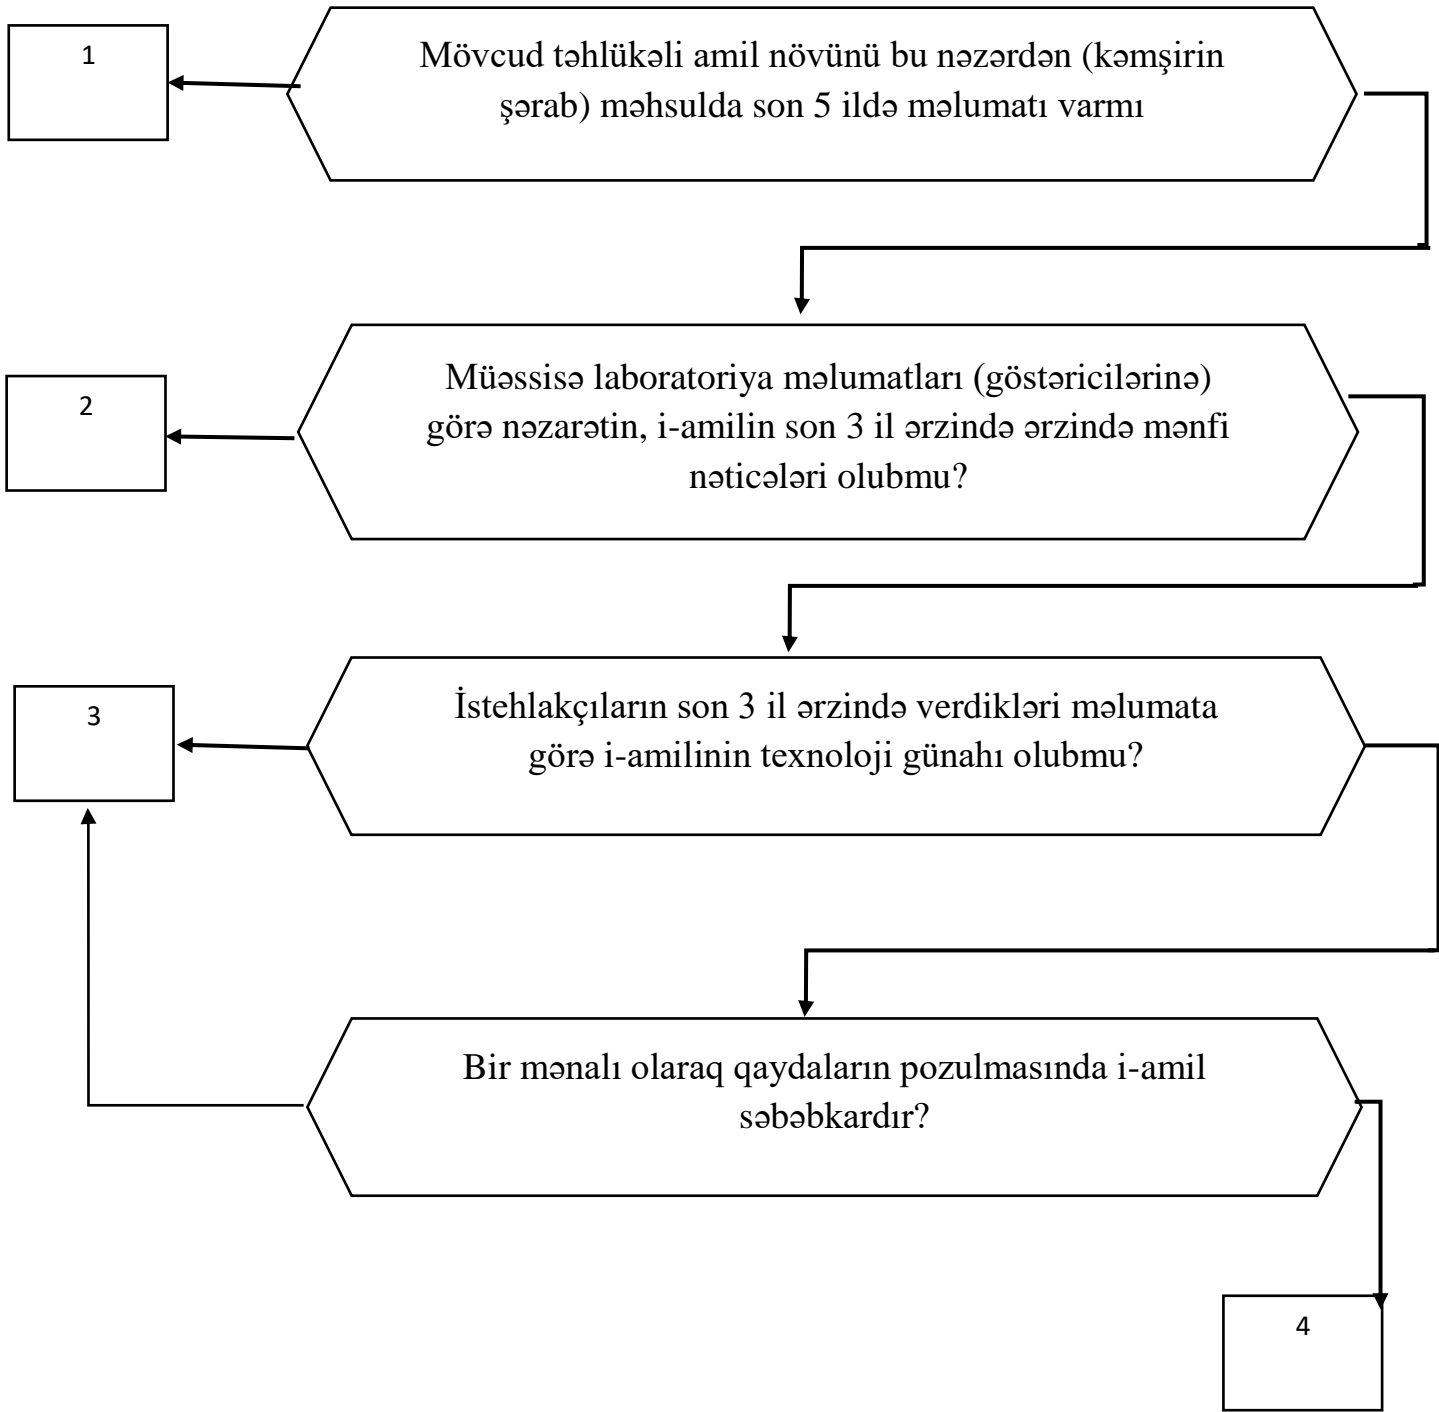 1
Mövcud təhlükəli amil növünü bu nəzərdən (kəmşirin
şərab) məhsulda son 5 ildə məlumatı varmı
2
Müəssisə laboratoriya məlumatları (göstəricilərinə)
görə nəzarətin, i-amilin son 3 il ərzində ərzində mənfi
nəticələri olubmu?
3
İstehlakçıların son 3 il ərzində verdikləri məlumata
görə i-amilinin texnoloji günahı olubmu?
Bir mənalı olaraq qaydaların pozulmasında i-amil
səbəbkardır?
4